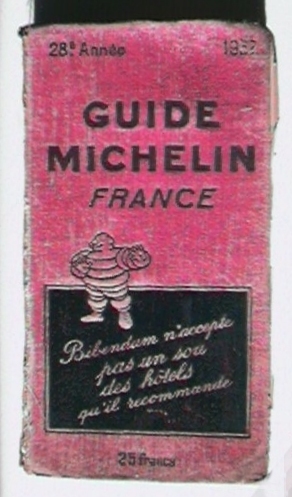 28e Année 1932
GUIDE
MICHELIN
FRANCE
Bibendum n'accepte
pas un sou
des hôtels
qu'il recommande
25 francs